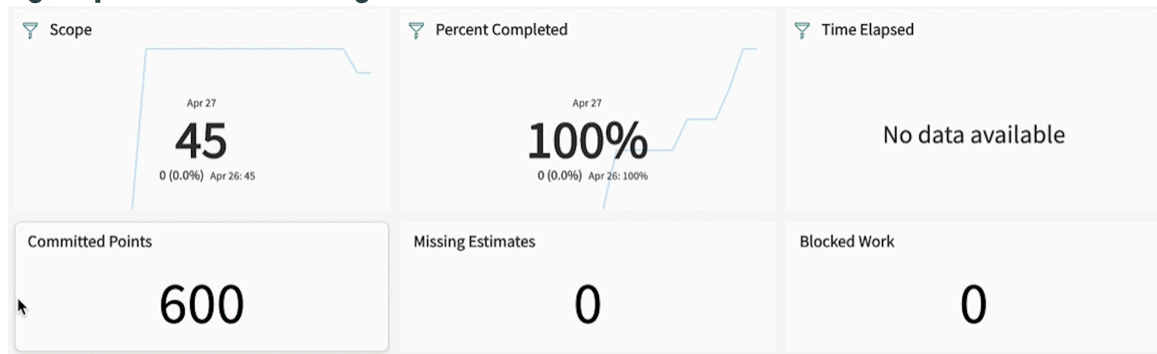 Scope
Apr 27
45
0 (0.0%) Apr 26: 45
Percent Completed
Apr 27
100%
0 (0.0%) Apr 26: 100%
Time Elapsed
No data available
Committed Points
600
Missing Estimates
0
Blocked Work
0